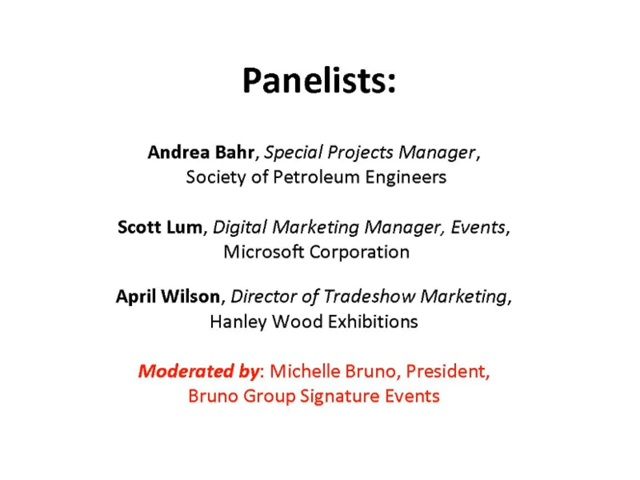 Panelists:
Andrea Bahr, Special Projects Manager,
Society of Petroleum Engineers
Scott Lum, Digital Marketing Manager, Events,
Microsoft Corporation
April Wilson, Director of Tradeshow Marketing,
Hanley Wood Exhibitions
Moderated by: Michelle Bruno, President,
Bruno Group Signature Events